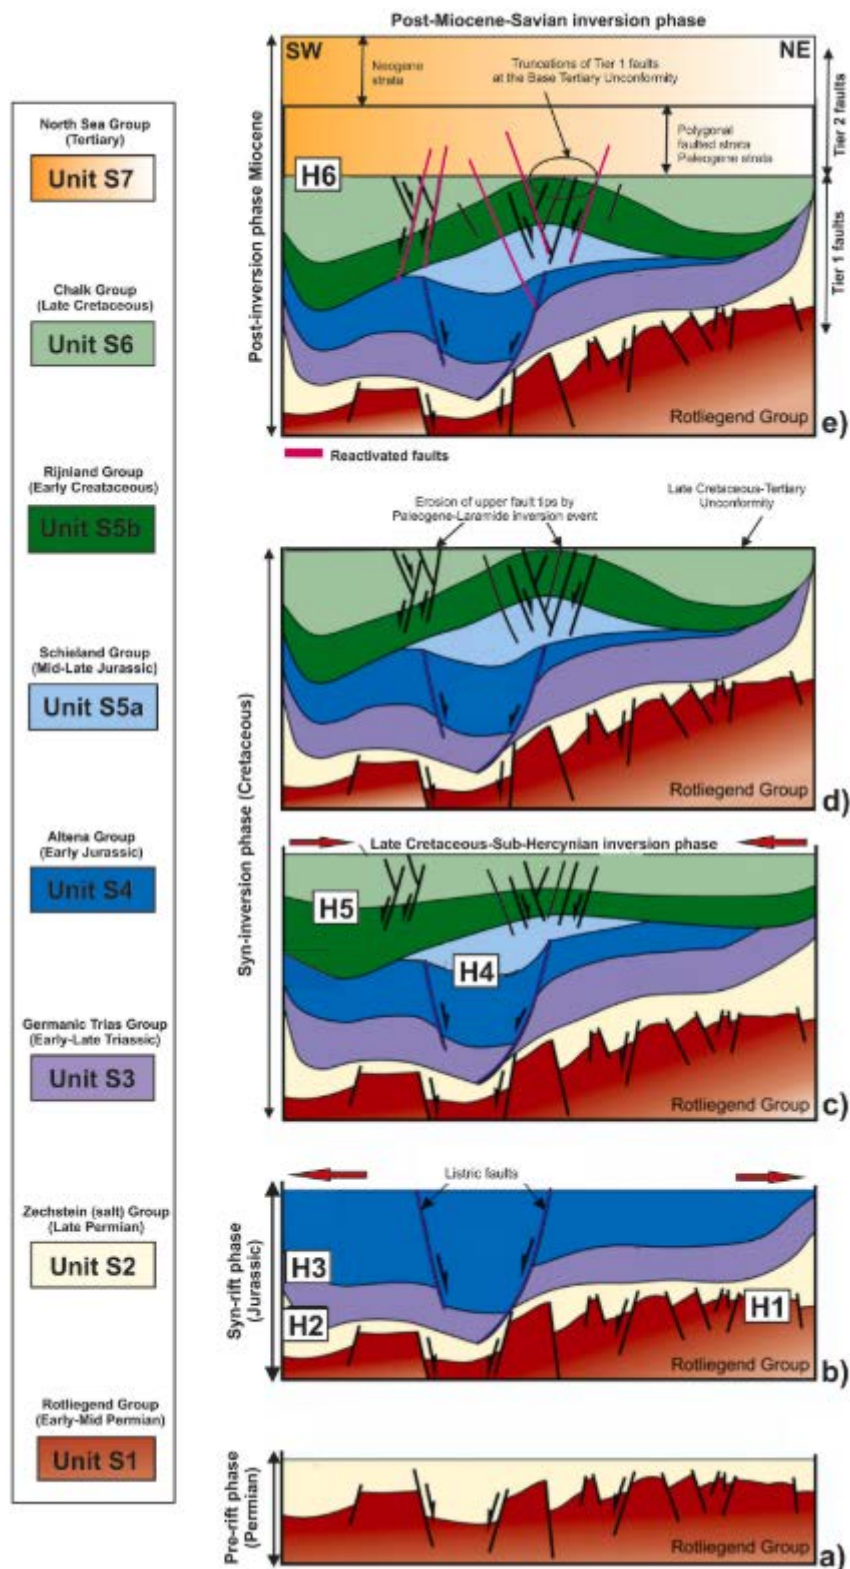 Post-Miocene-Savian inversion phase
North Sea Group
(Tertiary)
Unit S7
Chalk Group
(Late Cretaceous)
Unit S6
Rijnland Group
(Early Creataceous)
Unit S5b
Schieland Group
(Mid-Late Jurassic)
Unit S5a
Altena Group
(Early Jurassic)
Unit S4
Germanic Trias Group
(Early-Late Triassic)
Unit S3
Zechstein (salt) Group
(Late Permian)
Unit S2
Rotliegend Group
(Early-Mid Permian)
Unit S1
Post-inversion phase Miocene
SW
NE
Neogene
strata
Truncations of Tier 1 faults
at the Base Tertiary Unconformity
Polygonal
faulted strata
Paleogene strata
H6
Tier 2 faults
Tier 1 faults
Rotliegend Group
e)
Reactivated faults
Erosion of upper fault tips by
Paleogene-Laramide inversion event
Late Cretaceous-Tertiary
Unconformity
Syn-inversion phase (Cretaceous)
Rotliegend Group
d)
Late Cretaceous-Sub-Hercynian inversion phase
H5
H4
Rotliegend Group
c)
Syn-rift phase
(Jurassic)
Listric faults
H3
H2
H1
Rotliegend Group
b)
Pre-rift phase
(Permian)
Rotliegend Group
a)